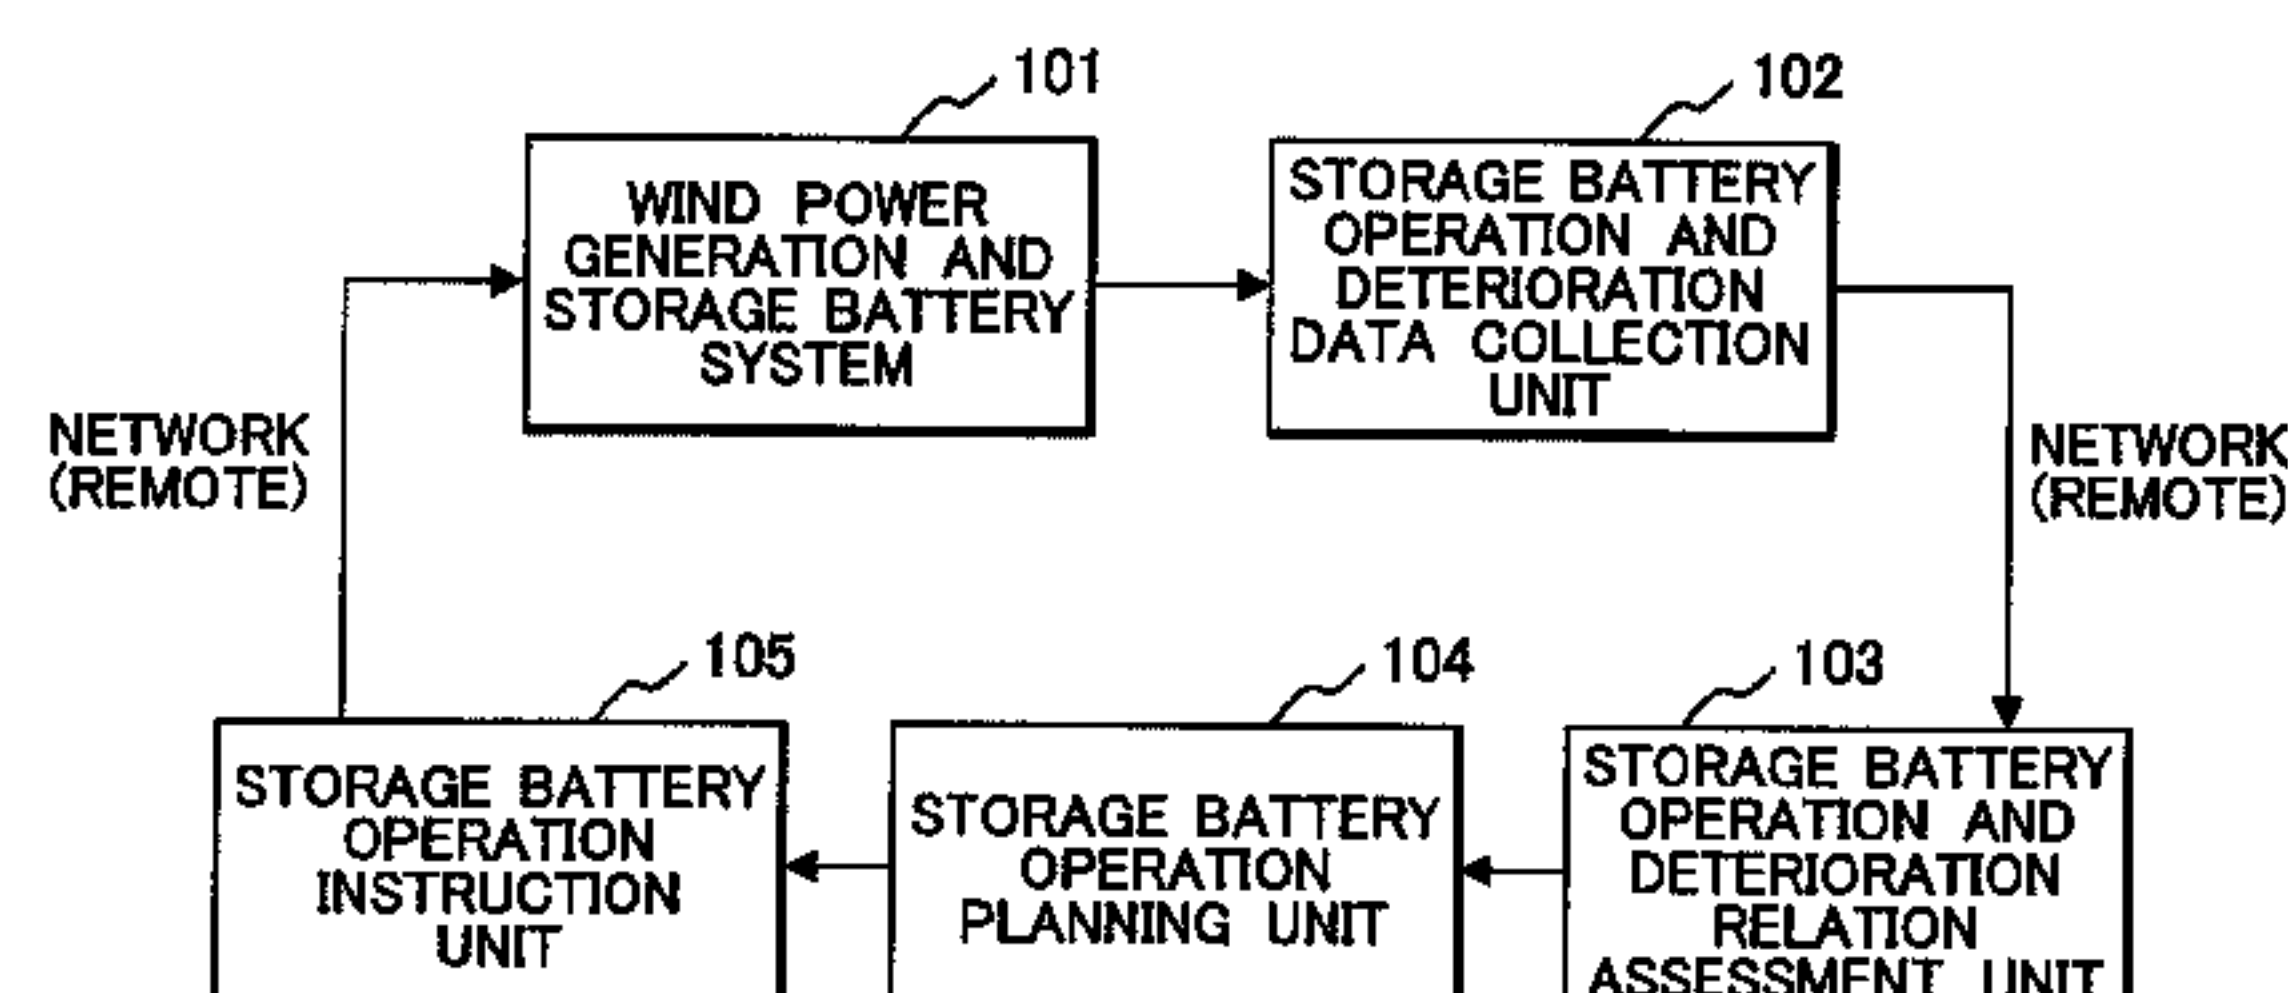 101
102
WIND POWER
GENERATION AND
STORAGE BATTERY
SYSTEM
STORAGE BATTERY
OPERATION AND
DETERIORATION
DATA COLLECTION
UNIT
NETWORK
(REMOTE)
NETWORK
(REMOTE)
105
104
103
STORAGE BATTERY
OPERATION
INSTRUCTION
UNIT
STORAGE BATTERY
OPERATION
PLANNING UNIT
STORAGE BATTERY
OPERATION AND
DETERIORATION
RELATION
ASSESSMENT UNIT